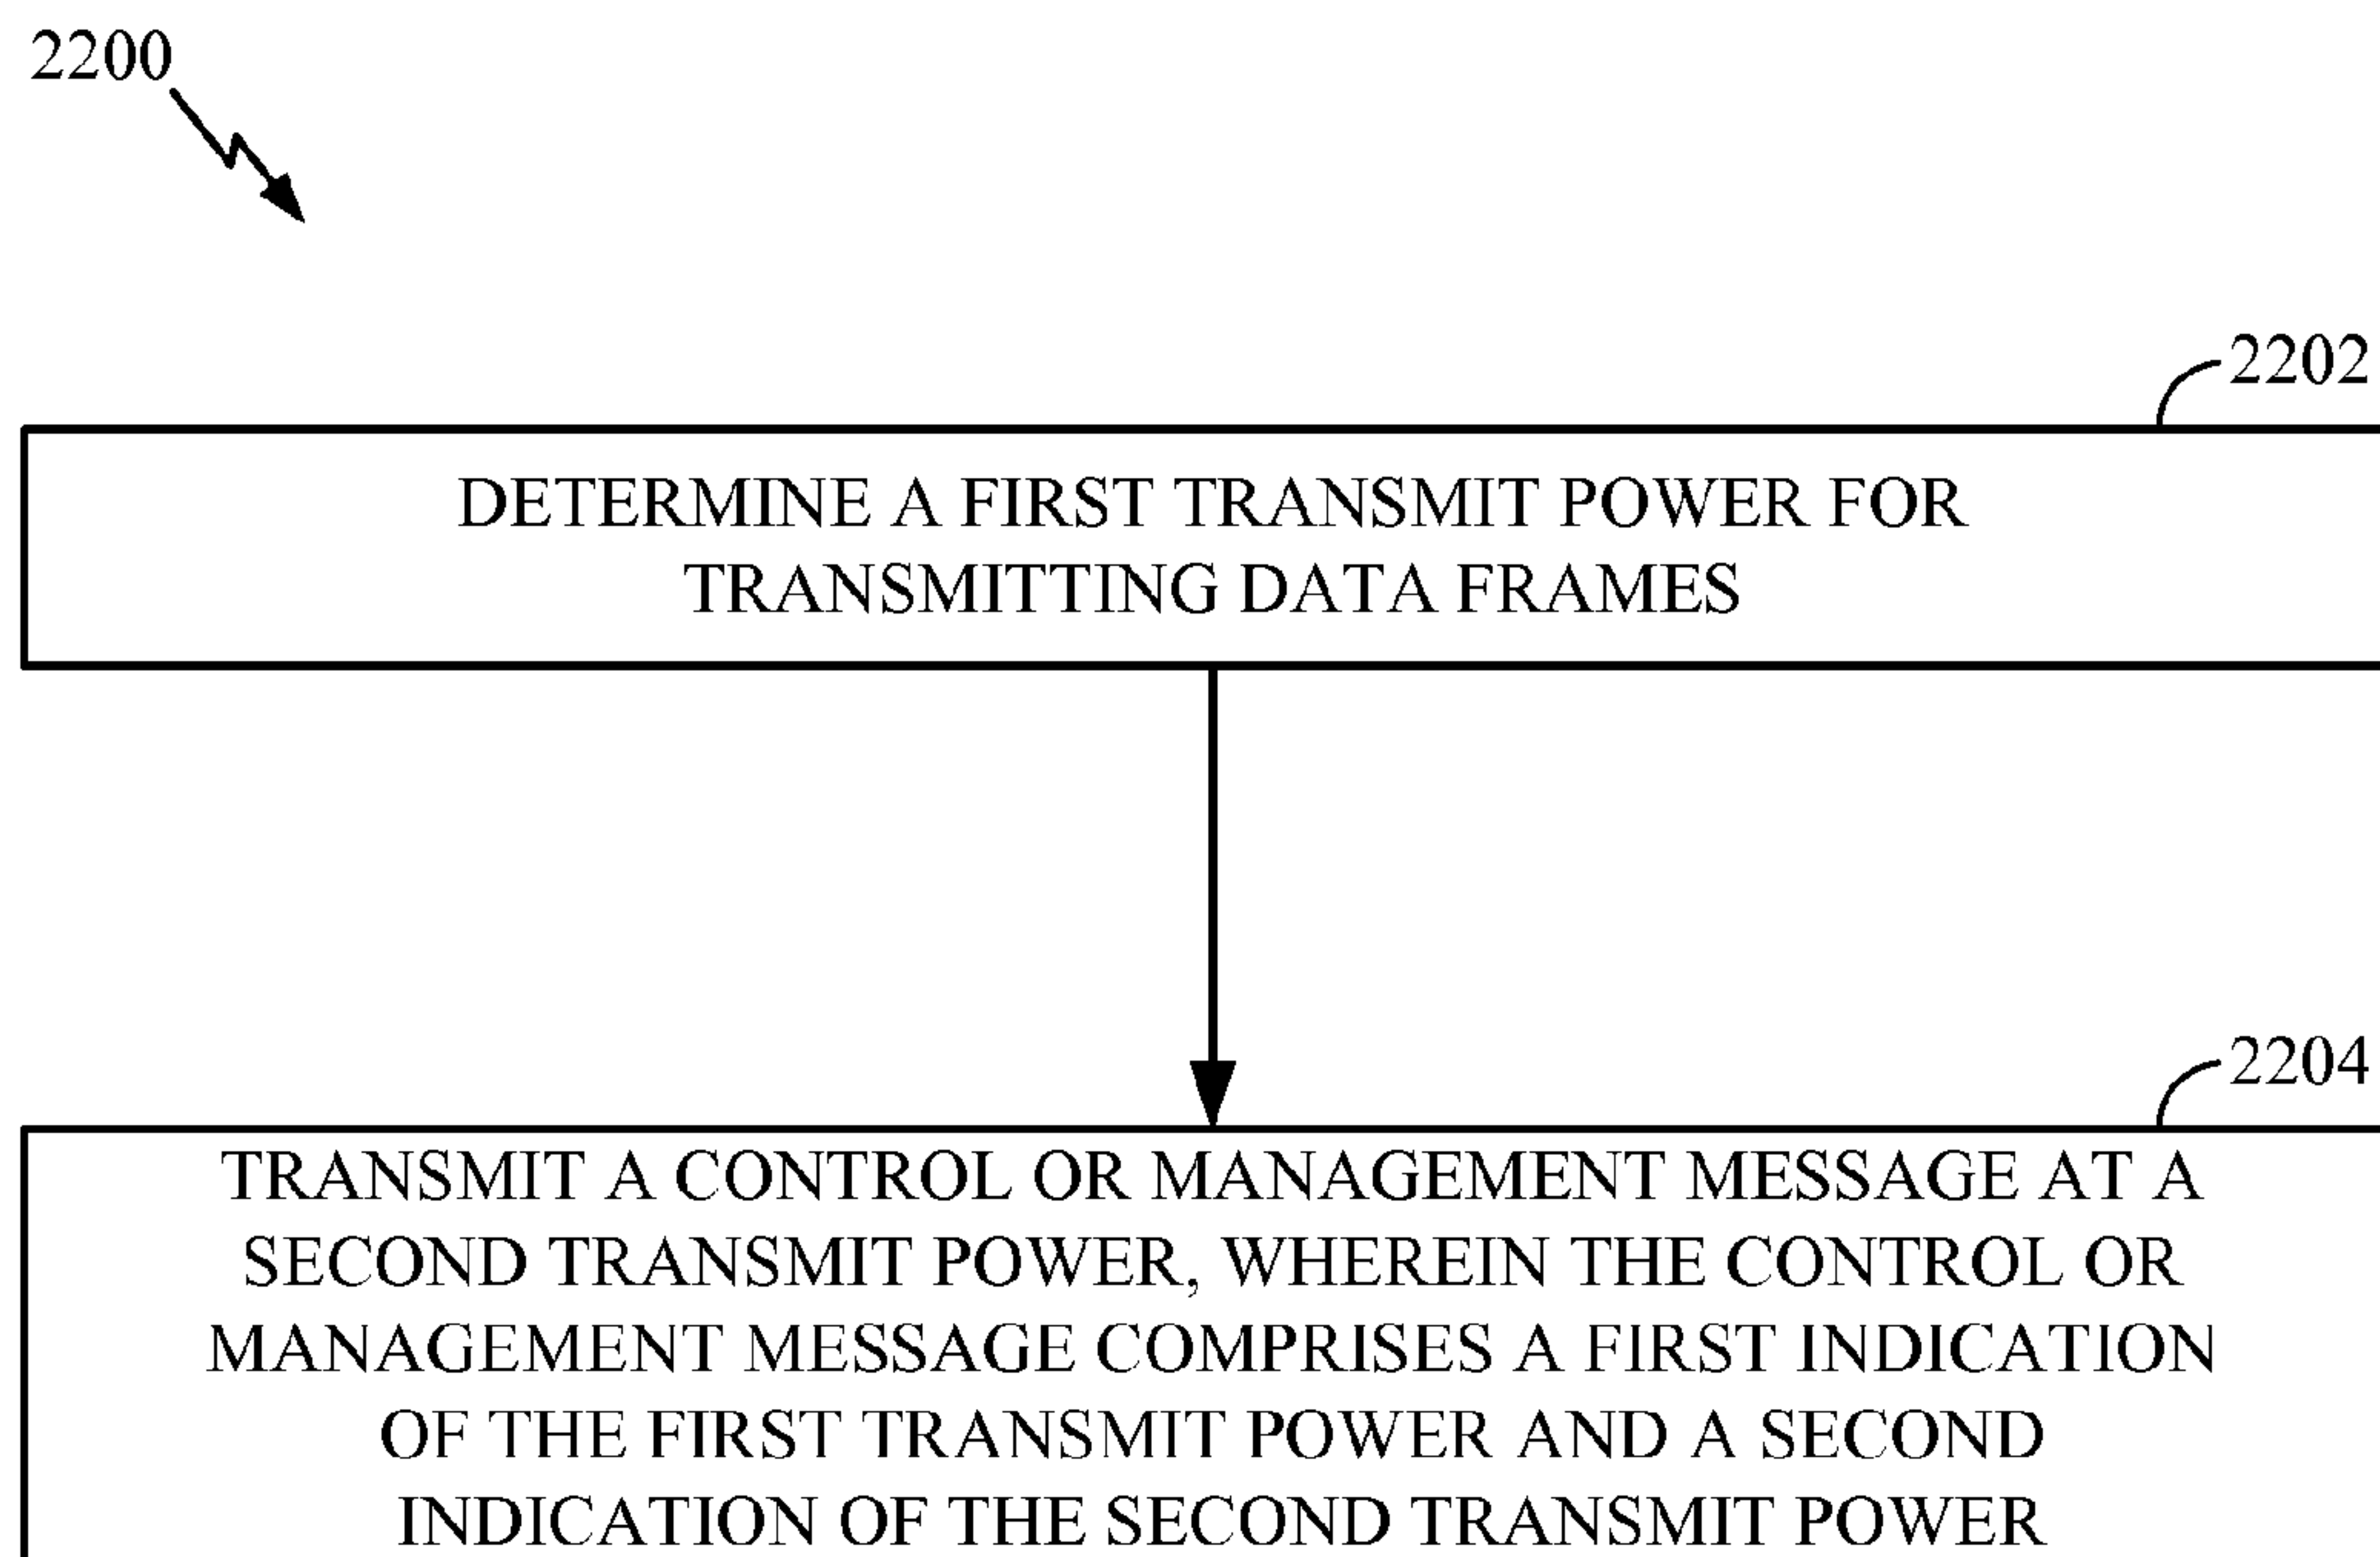 2200
2202
DETERMINE A FIRST TRANSMIT POWER FOR
TRANSMITTING DATA FRAMES
2204
TRANSMIT A CONTROL OR MANAGEMENT MESSAGE AT A
SECOND TRANSMIT POWER, WHEREIN THE CONTROL OR
MANAGEMENT MESSAGE COMPRISES A FIRST INDICATION
OF THE FIRST TRANSMIT POWER AND A SECOND
INDICATION OF THE SECOND TRANSMIT POWER